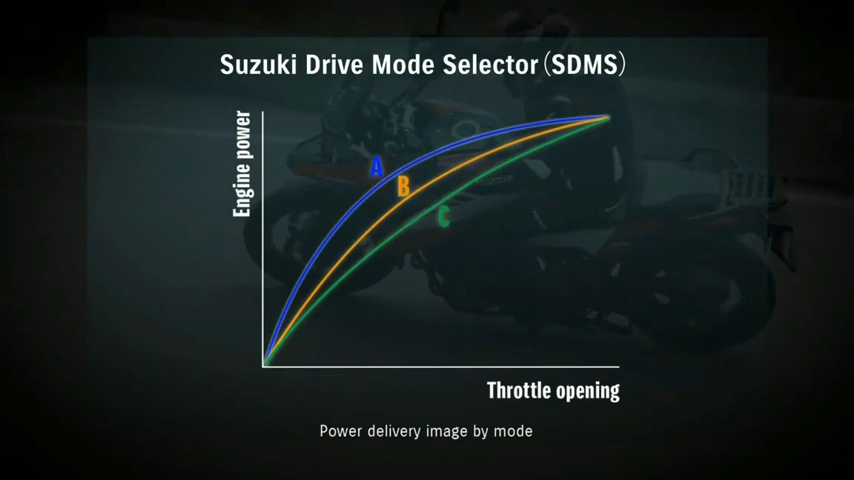 Suzuki Drive Mode Selector (SDMS)
Engine power
A
B
C
Throttle opening
Power delivery image by mode